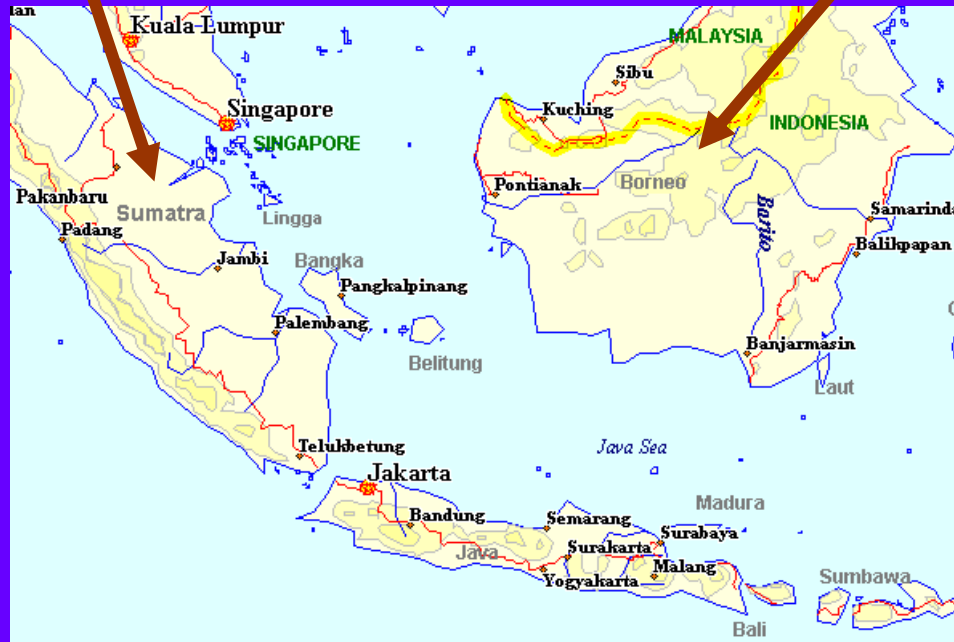 lan
Kuala Lumpur
MALAYSIA
Sibu
Singapore
Kuching
SINGAPORE
INDONESIA
Pakanbaru
Sumatra
Lingga
Pontianak
Borneo
Barito
Samarinda
Padang
Jambi
Bangka
Balikpapan
Pangkalpinang
Palembang
Belitung
Banjarmasin
Laut
Telukbetung
Java Sea
Jakarta
Madura
Bandung
Semarang
Surabaya
Java
Surakarta
Malang
Yogyakarta
Sumbawa
Bali